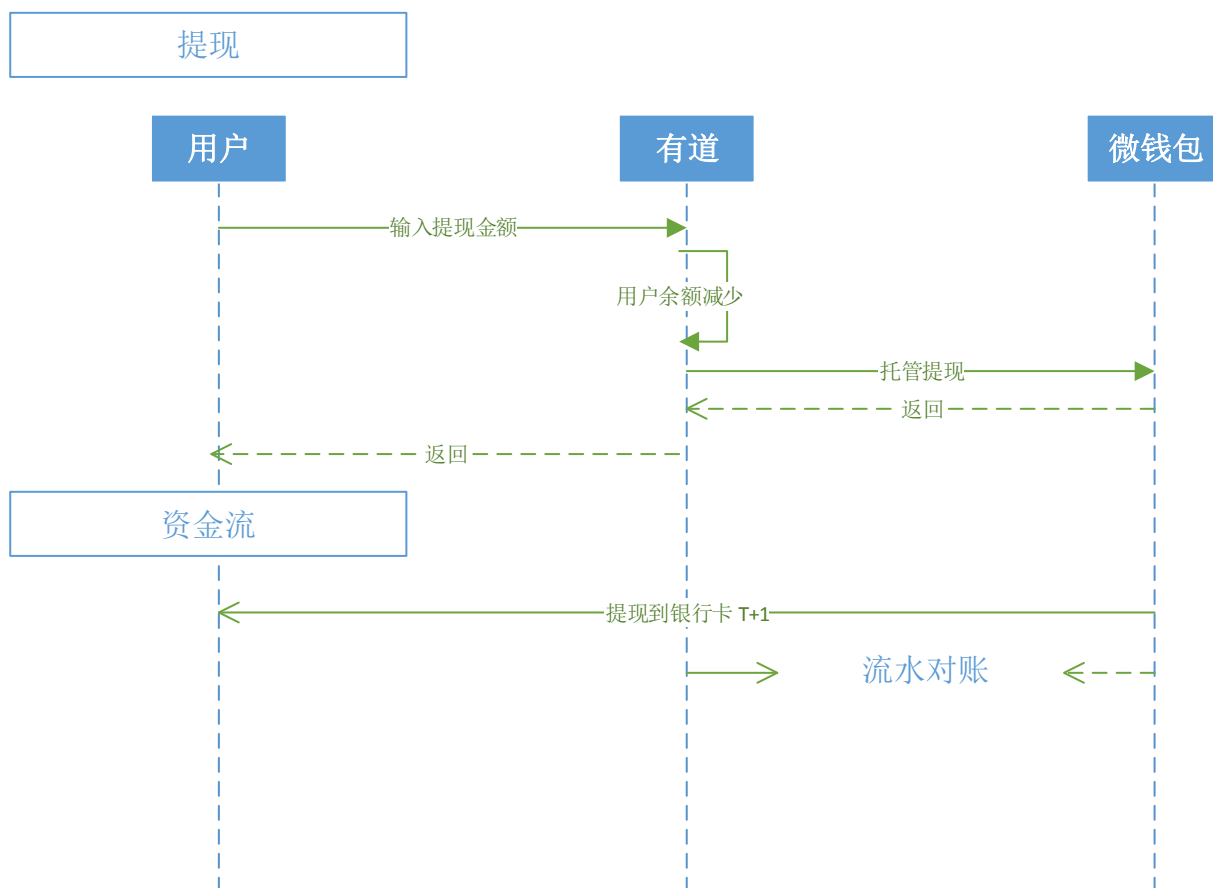 提现
用户
有道
微钱包
输入提现金额
用户余额减少
托管提现
返回
返回
资金流
提现到银行卡 T+1
流水对账